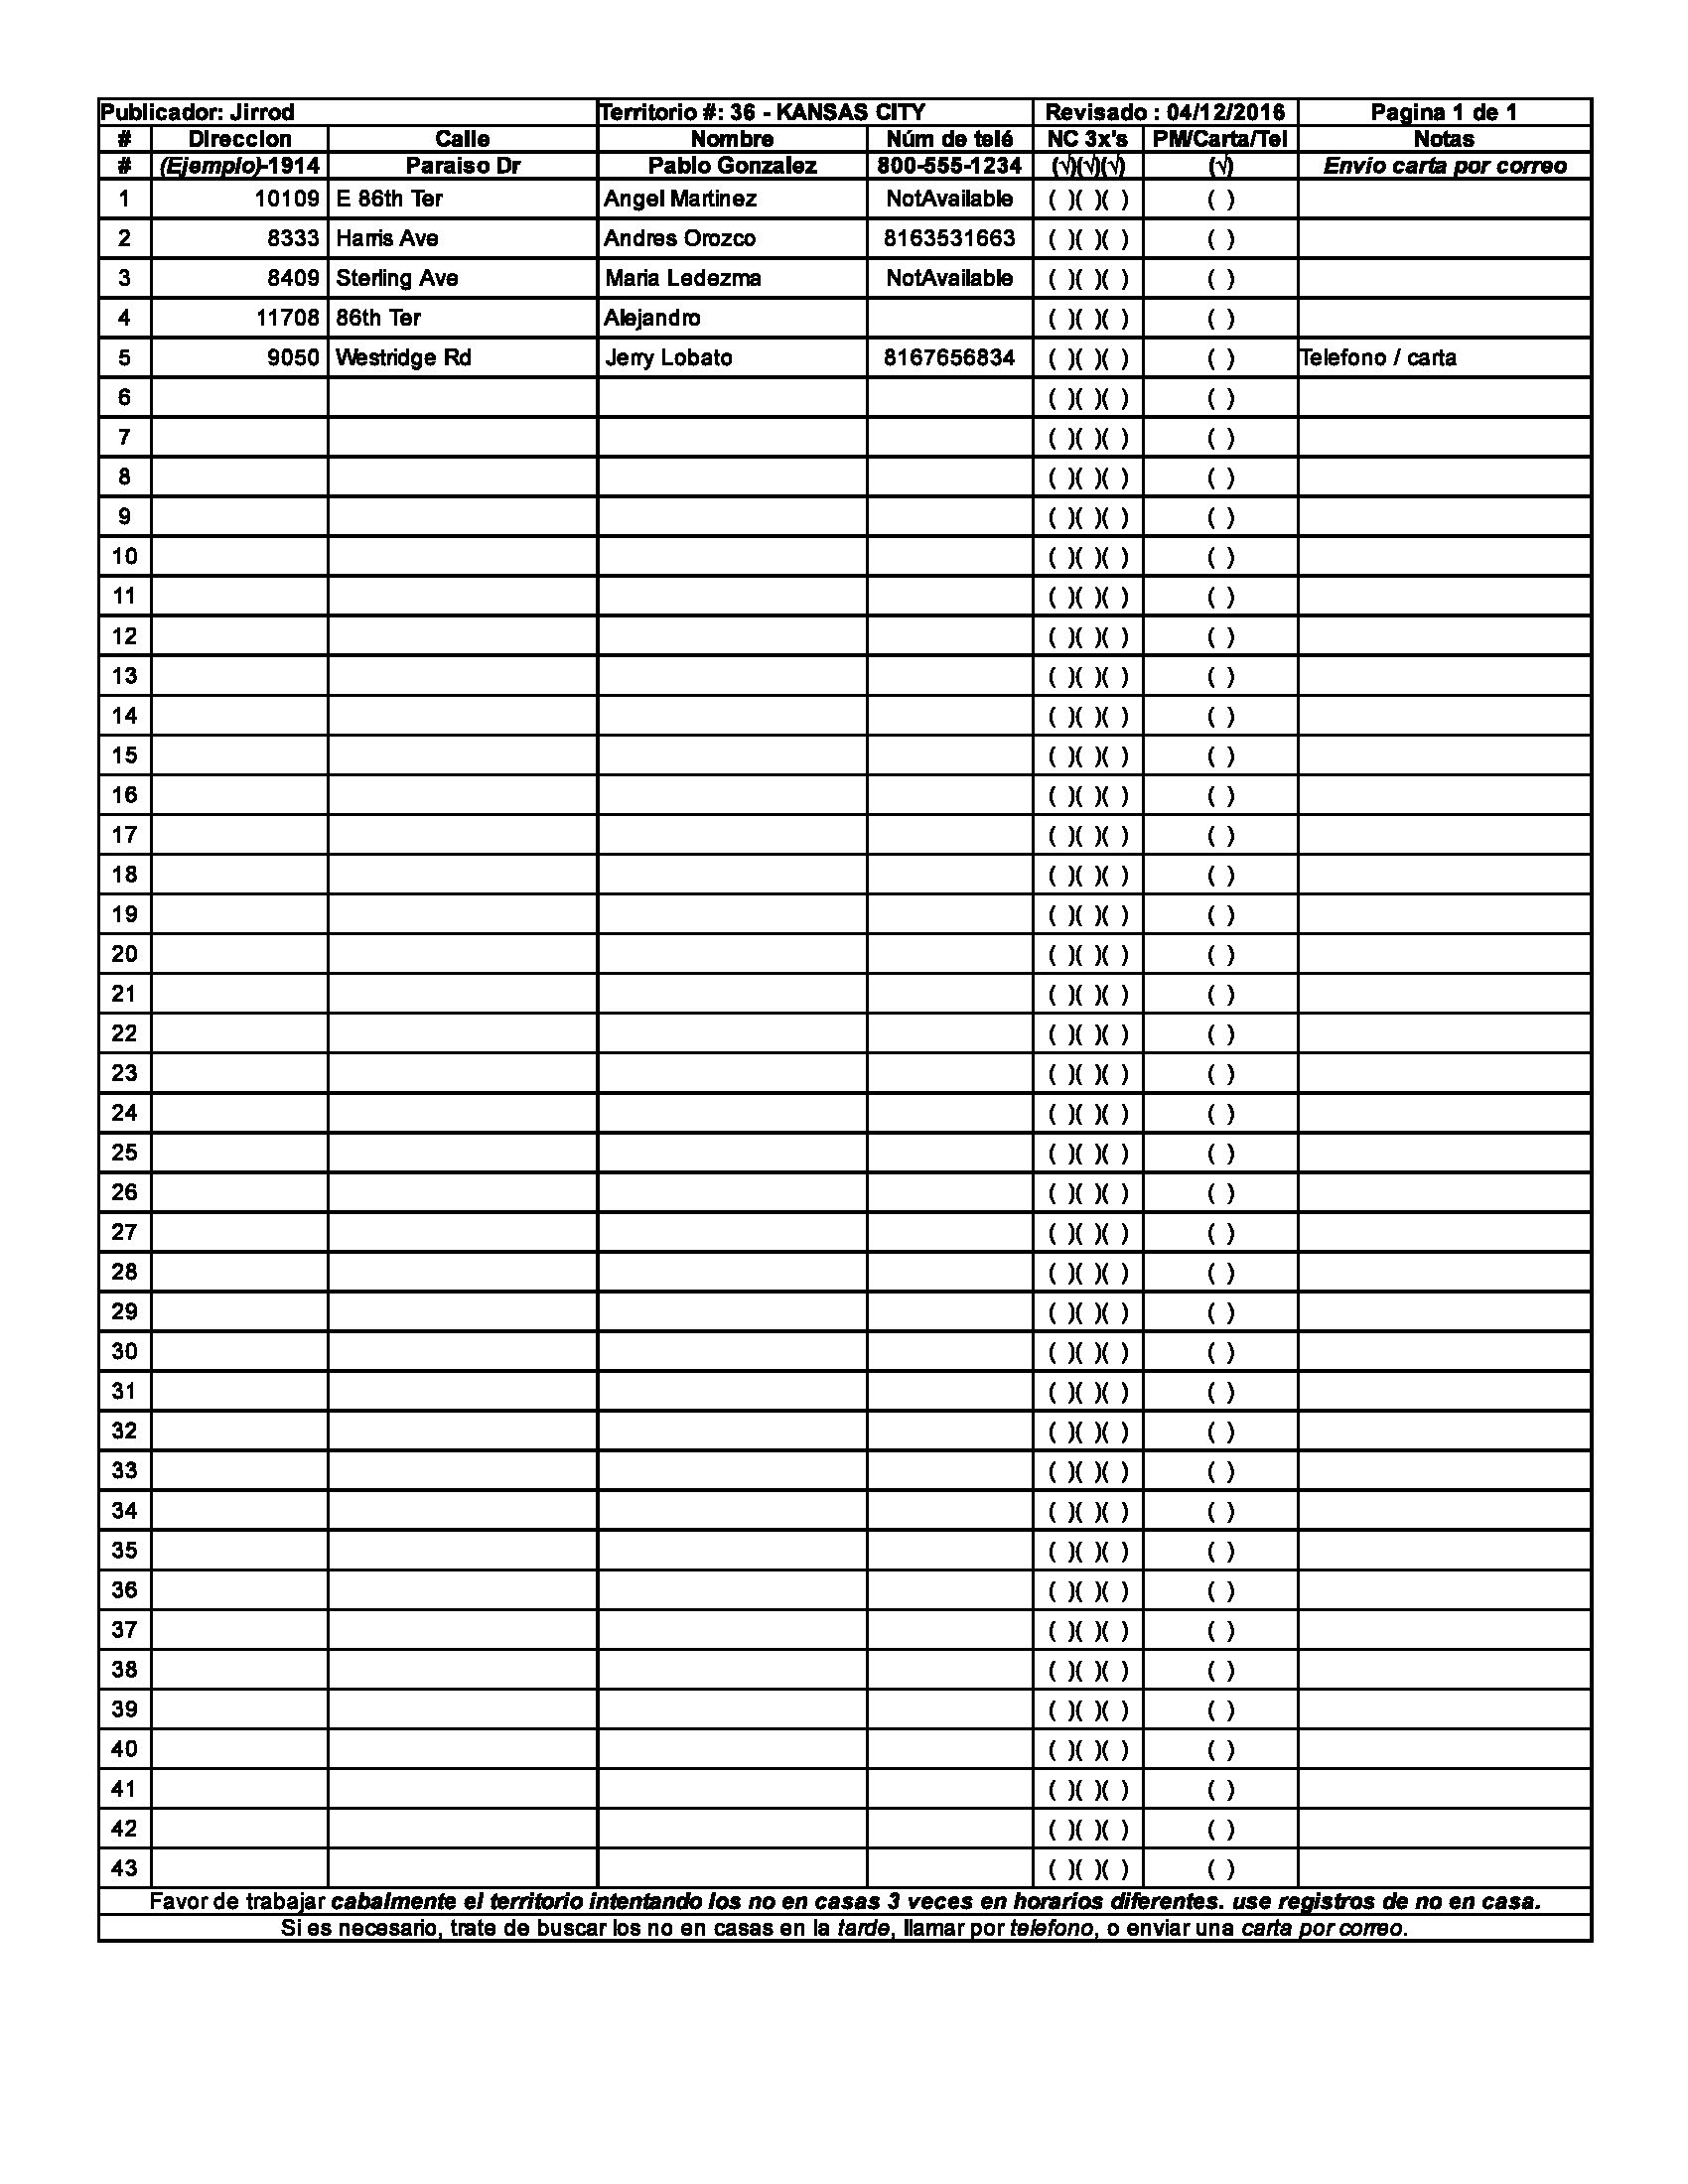 Publicador: Jirrod Territorio #: 36 - KANSAS CITY Revisado : 04/12/2016 Pagina 1 de 1
# Direccion Calle Nombre Núm de telé NC 3x's PM/Carta/Tel Notas
# (Ejemplo)-1914 Paraiso Dr Pablo Gonzalez 800-555-1234 (√)(√)(√) (√) Envio carta por correo
1 10109 E 86th Ter Angel Martinez NotAvailable ( )( )( ) ( )
2 8333 Harris Ave Andres Orozco 8163531663 ( )( )( ) ( )
3 8409 Sterling Ave Maria Ledezma NotAvailable ( )( )( ) ( )
4 11708 86th Ter Alejandro ( )( )( ) ( )
5 9050 Westridge Rd Jerry Lobato 8167656834 ( )( )( ) ( ) Telefono / carta
6 ( )( )( ) ( )
7 ( )( )( ) ( )
8 ( )( )( ) ( )
9 ( )( )( ) ( )
10 ( )( )( ) ( )
11 ( )( )( ) ( )
12 ( )( )( ) ( )
13 ( )( )( ) ( )
14 ( )( )( ) ( )
15 ( )( )( ) ( )
16 ( )( )( ) ( )
17 ( )( )( ) ( )
18 ( )( )( ) ( )
19 ( )( )( ) ( )
20 ( )( )( ) ( )
21 ( )( )( ) ( )
22 ( )( )( ) ( )
23 ( )( )( ) ( )
24 ( )( )( ) ( )
25 ( )( )( ) ( )
26 ( )( )( ) ( )
27 ( )( )( ) ( )
28 ( )( )( ) ( )
29 ( )( )( ) ( )
30 ( )( )( ) ( )
31 ( )( )( ) ( )
32 ( )( )( ) ( )
33 ( )( )( ) ( )
34 ( )( )( ) ( )
35 ( )( )( ) ( )
36 ( )( )( ) ( )
37 ( )( )( ) ( )
38 ( )( )( ) ( )
39 ( )( )( ) ( )
40 ( )( )( ) ( )
41 ( )( )( ) ( )
42 ( )( )( ) ( )
43 ( )( )( ) ( )
Favor de trabajar cabalmente el territorio intentando los no en casas 3 veces en horarios diferentes. use registros de no en casa.
Si es necesario, trate de buscar los no en casas en la tarde, llamar por telefono, o enviar una carta por correo.